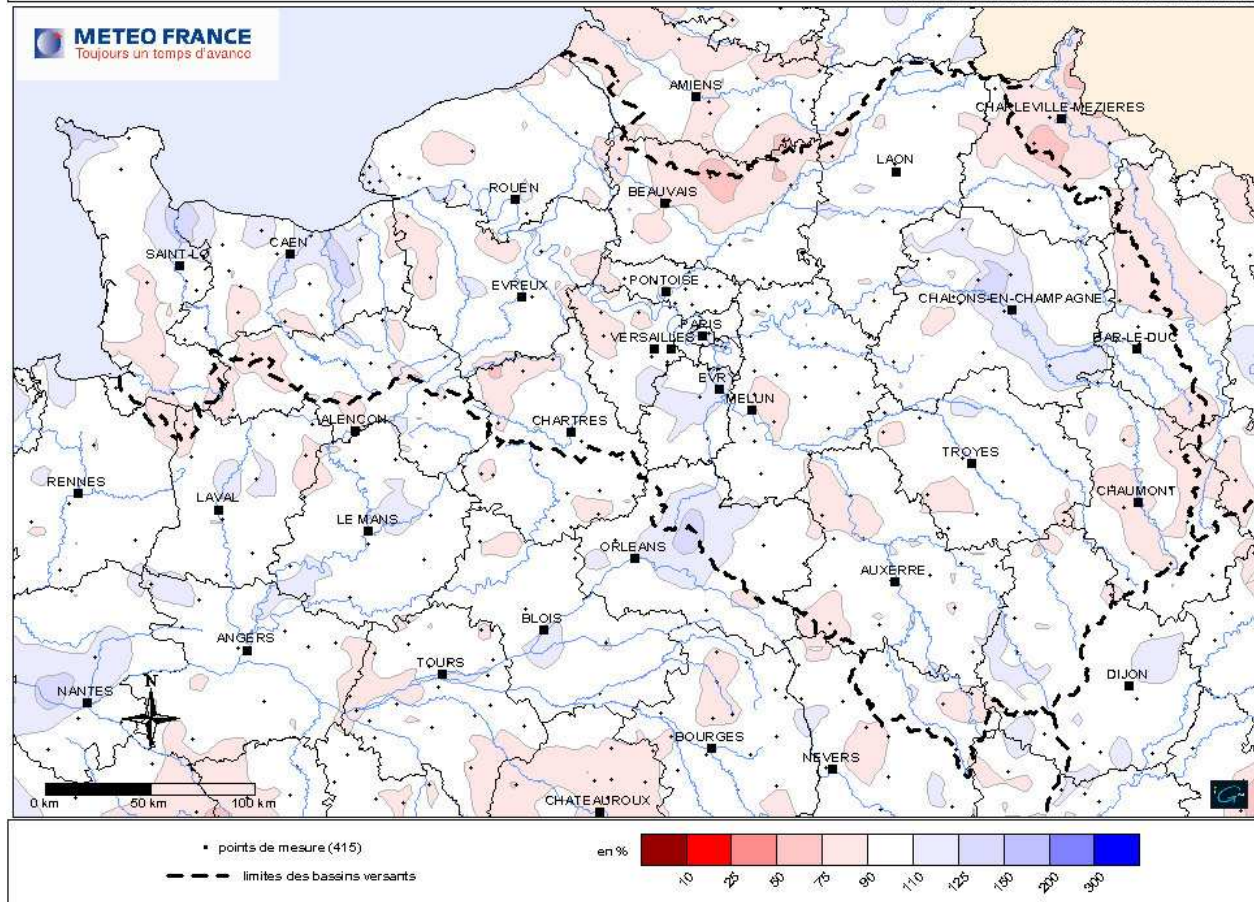 METEO FRANCE
Toujours un temps d'avance
AMIENS
CHARLEVILLE-MEZIERES
LAON
BEAUVAIS
ROUEN
CAEN
SAINT-LO
EVREUX
PONTOISE
CHALONS-EN-CHAMPAGNE
PARIS
VERSAILLES
BAR-LE-DUC
EVRY
MELUN
ALENCON
CHARTRES
TROYES
RENNES
LAVAL
CHAUMONT
LE MANS
ORLEANS
AUXERRE
BLOIS
ANGERS
TOURS
DIJON
NANTES
N
BOURGES
NEVERS
0 km 50 km 100 km
CHATEAUROUX
points de mesure (415)
limites des bassins versants
en %
10 25 50 75 90 110 125 150 200 300